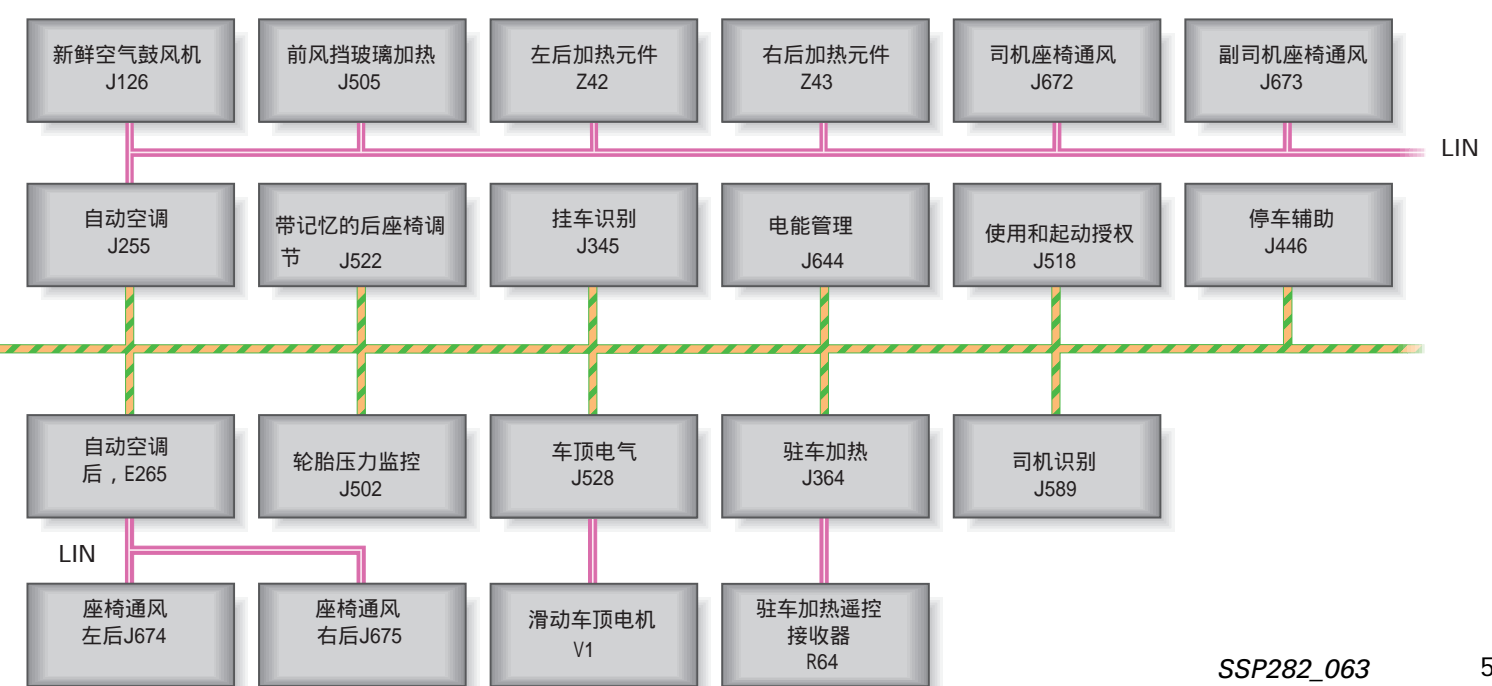 新鲜空气鼓风机
J126
前风挡玻璃加热
J505
左后加热元件
Z42
右后加热元件
Z43
司机座椅通风
J672
副司机座椅通风
J673
LIN
自动空调
J255
带记忆的后座椅调
节 J522
挂车识别
J345
电能管理
J644
使用和起动授权
J518
停车辅助
J446
自动空调
后，E265
轮胎压力监控
J502
车顶电气
J528
驻车加热
J364
司机识别
J589
LIN
座椅通风
左后J674
座椅通风
右后J675
滑动车顶电机
V1
驻车加热遥控
接收器
R64
SSP282_063
5